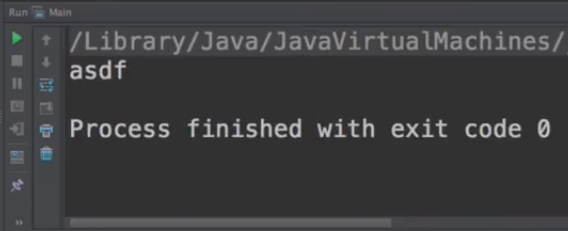 Run Main
/Library/Java/JavaVirtualMachines/
asdf
Process finished with exit code 0